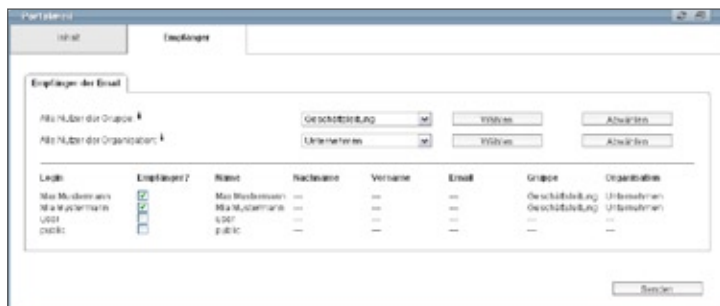 Portalmail
Inhalt Empfänger
Empfänger der Email
Alle Nutzer der Gruppe: Geschäftsleitung Wählen Abwählen
Alle Nutzer der Organisation: Unternehmen Wählen Abwählen
Login Empfänger? Name Nachname Vorname Email Gruppe Organisation
Max Mustermann Max Mustermann --- --- --- Geschäftsleitung Unternehmen
Mia Mustermann Mia Mustermann --- --- --- Geschäftsleitung Unternehmen
user user --- --- --- --- ---
public public --- --- --- --- ---
Senden